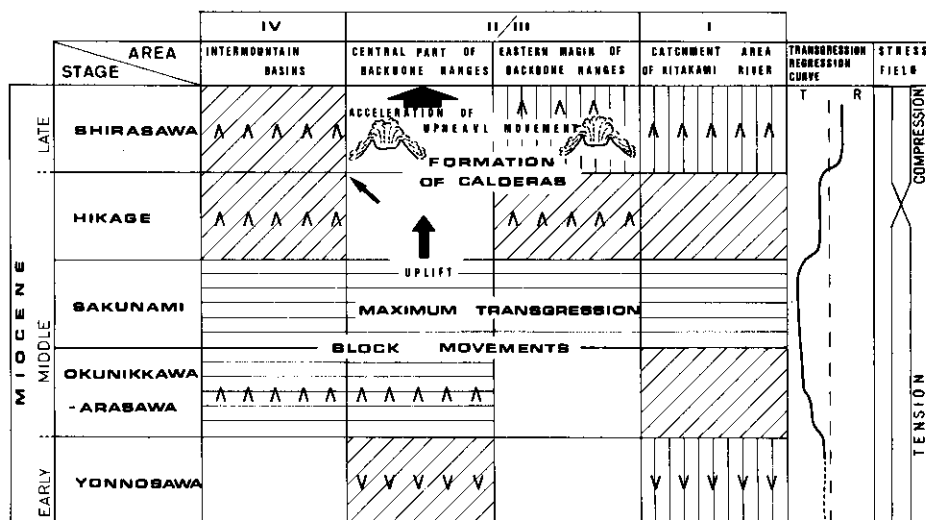 IV
II/III
I
AREA
STAGE
INTERMOUNTAIN BASINS
CENTRAL PART OF BACKBONE RANGES
EASTERN MAGIN OF BACKBONE RANGES
CATCHMENT AREA OF KITAKAMI RIVER
TRANSGRESSION REGRESSION CURVE
T R
STRESS FIELD
MIOCENE
LATE
SHIRASAWA
ACCELERATION OF UPHEAVL MOVEMENT
FORMATION OF CALDERAS
COMPRESSION
MIDDLE
HIKAGE
UPLIFT
SAKUNAMI
MAXIMUM TRANSGRESSION
BLOCK MOVEMENTS
OKUNIKKAWA
-ARASAWA
TENSION
EARLY
YONNOSAWA